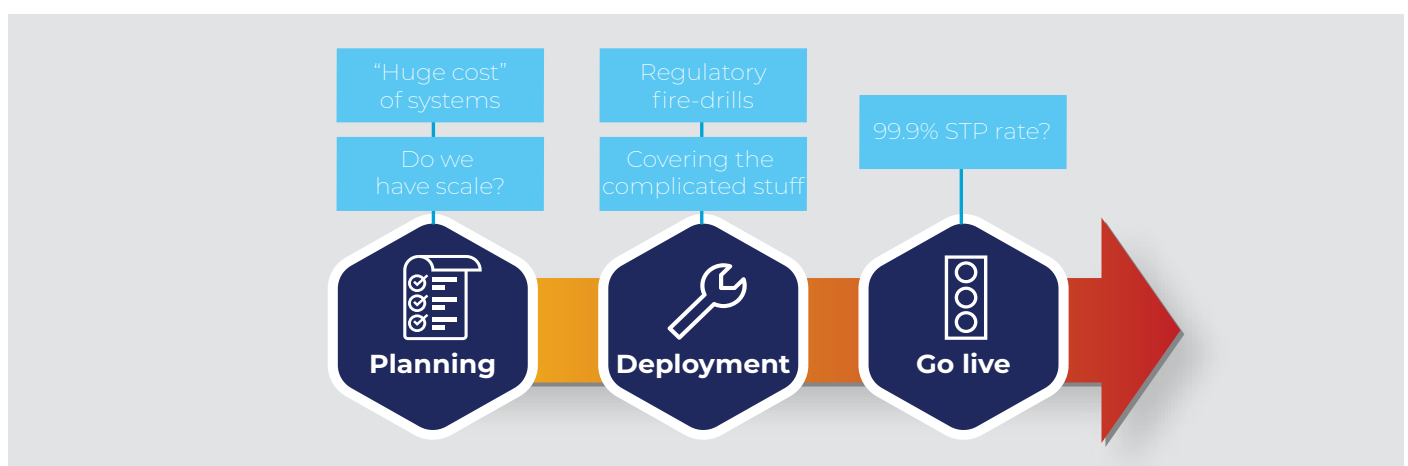 “Huge cost”
of systems
Do we
have scale?
Planning
Regulatory
fire-drills
Covering the
complicated stuff
Deployment
99.9% STP rate?
Go live